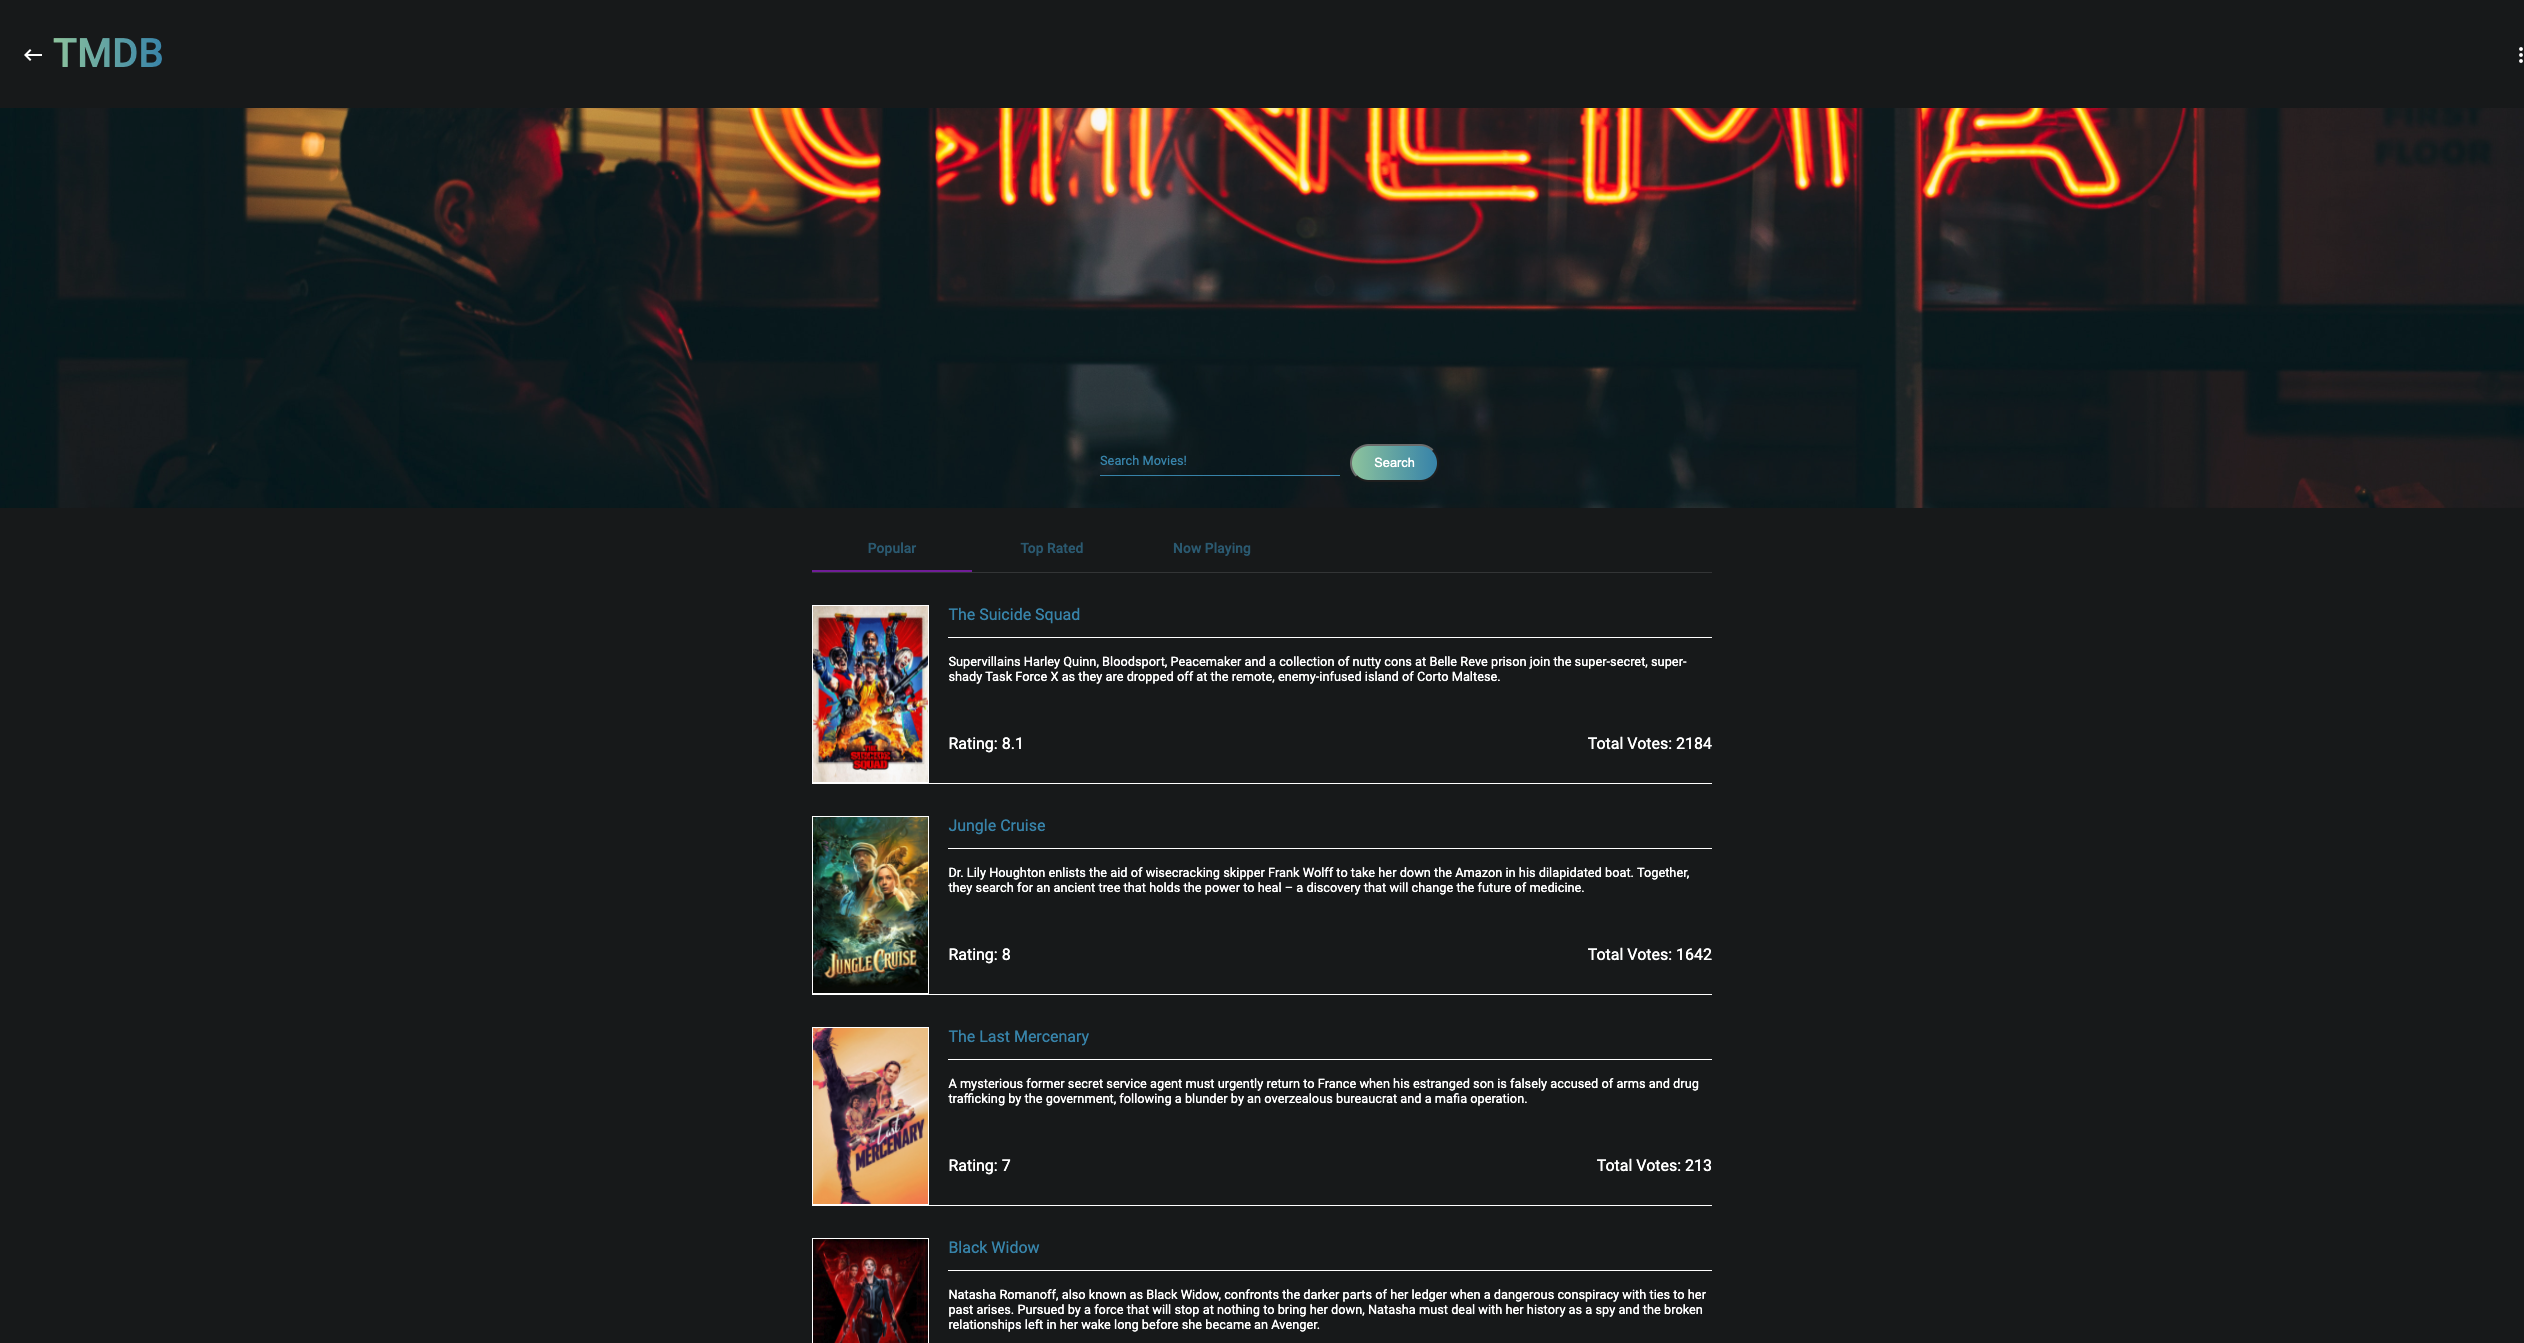 TMDB
CINEMA
FIRST
FLOOR
Search Movies!
Search
Popular
Top Rated
Now Playing
The Suicide Squad
Supervillains Harley Quinn, Bloodsport, Peacemaker and a collection of nutty cons at Belle Reve prison join the super-secret, super-
shady Task Force X as they are dropped off at the remote, enemy-infused island of Corto Maltese.
THE
SUICIDE
SQUAD
Rating: 8.1
Total Votes: 2184
Jungle Cruise
Dr. Lily Houghton enlists the aid of wisecracking skipper Frank Wolff to take her down the Amazon in his dilapidated boat. Together,
they search for an ancient tree that holds the power to heal – a discovery that will change the future of medicine.
JUNGLE CRUISE
Rating: 8
Total Votes: 1642
The Last Mercenary
A mysterious former secret service agent must urgently return to France when his estranged son is falsely accused of arms and drug
trafficking by the government, following a blunder by an overzealous bureaucrat and a mafia operation.
Last
MERCENARY
Rating: 7
Total Votes: 213
Black Widow
Natasha Romanoff, also known as Black Widow, confronts the darker parts of her ledger when a dangerous conspiracy with ties to her
past arises. Pursued by a force that will stop at nothing to bring her down, Natasha must deal with her history as a spy and the broken
relationships left in her wake long before she became an Avenger.